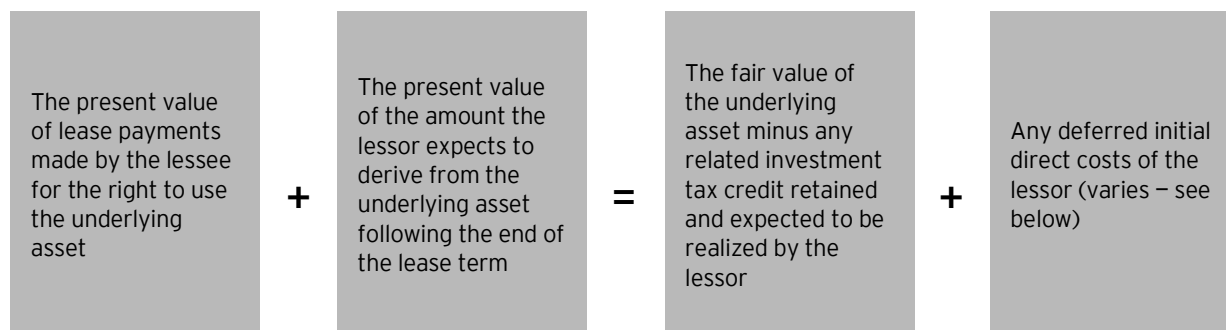 The present value
of lease payments
made by the lessee
for the right to use
the underlying
asset
+
The present value
of the amount the
lessor expects to
derive from the
underlying asset
following the end of
the lease term
=
The fair value of
the underlying
asset minus any
related investment
tax credit retained
and expected to be
realized by the
lessor
+
Any deferred initial
direct costs of the
lessor (varies – see
below)